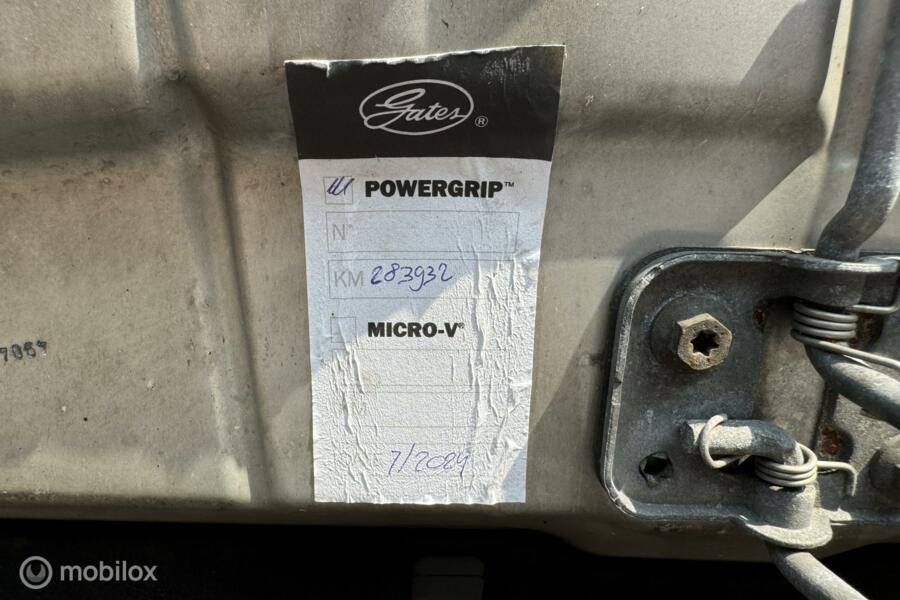 Gates®
POWERGRIP™
N°
KM 283932
MICRO-V®
7/2024
mobilox